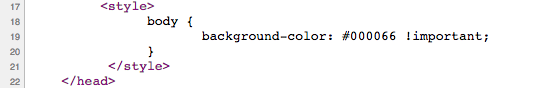 17 <style>
18 body {
19 background-color: #000066 !important;
20 }
21 </style>
22 </head>